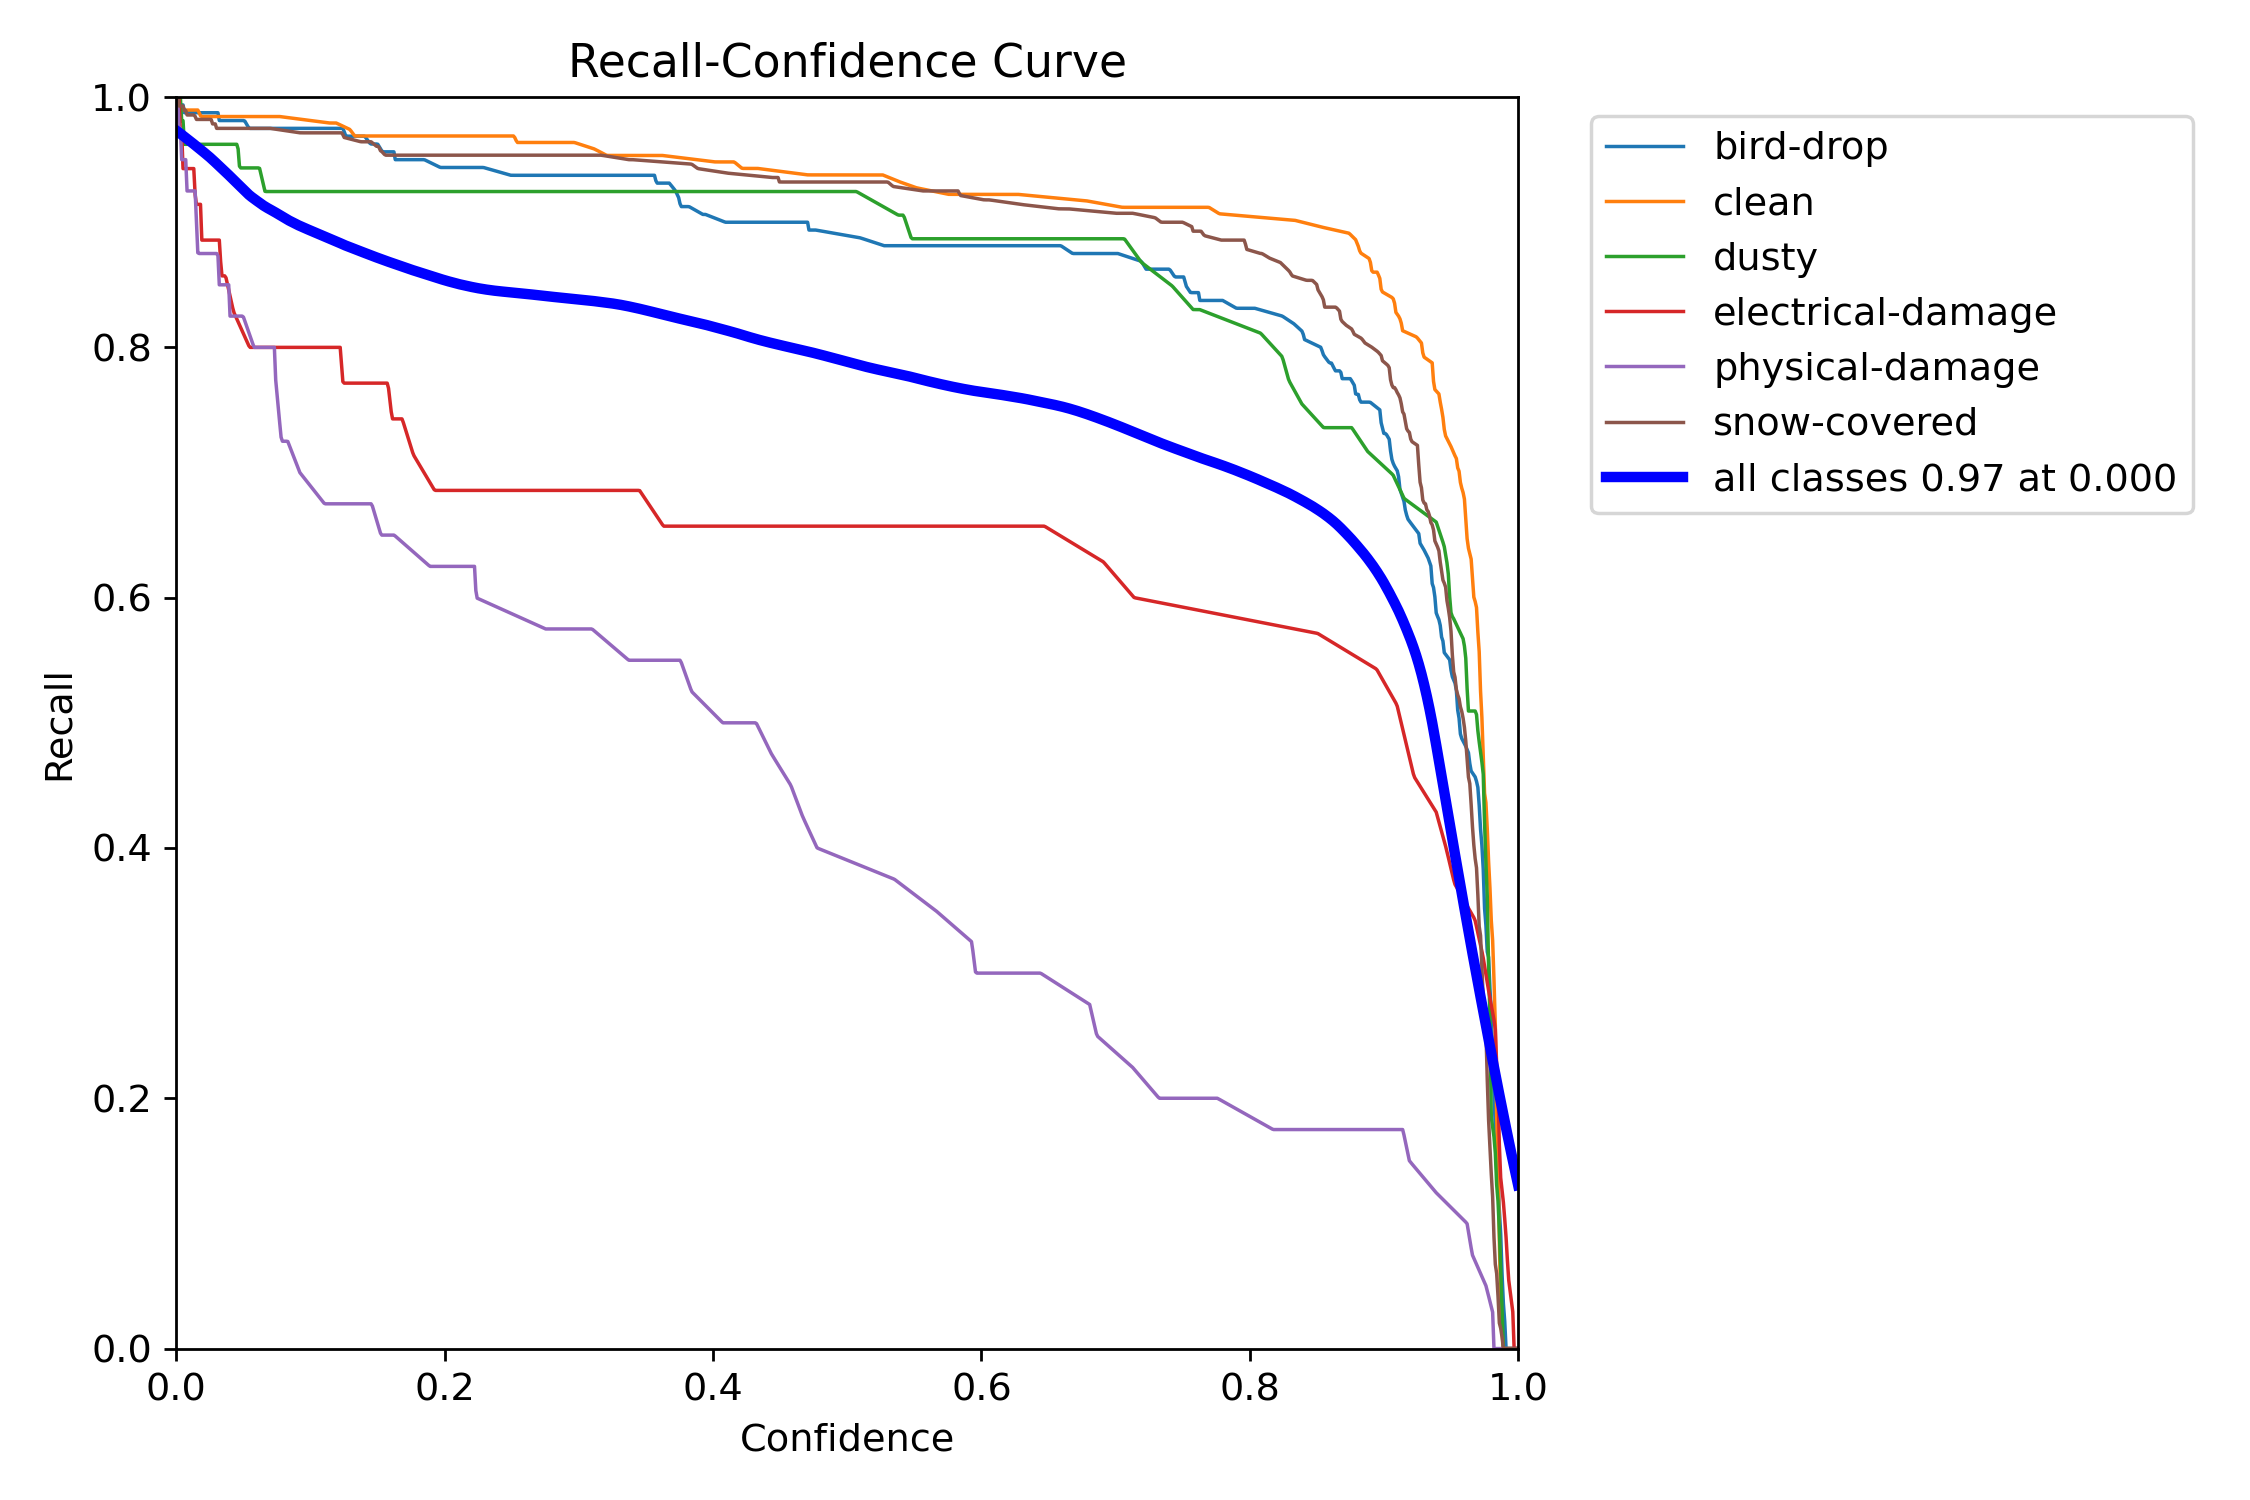 Recall-Confidence Curve
1.0
0.8
0.6
0.4
0.2
0.0
Recall
0.0 0.2 0.4 0.6 0.8 1.0
Confidence
bird-drop
clean
dusty
electrical-damage
physical-damage
snow-covered
all classes 0.97 at 0.000